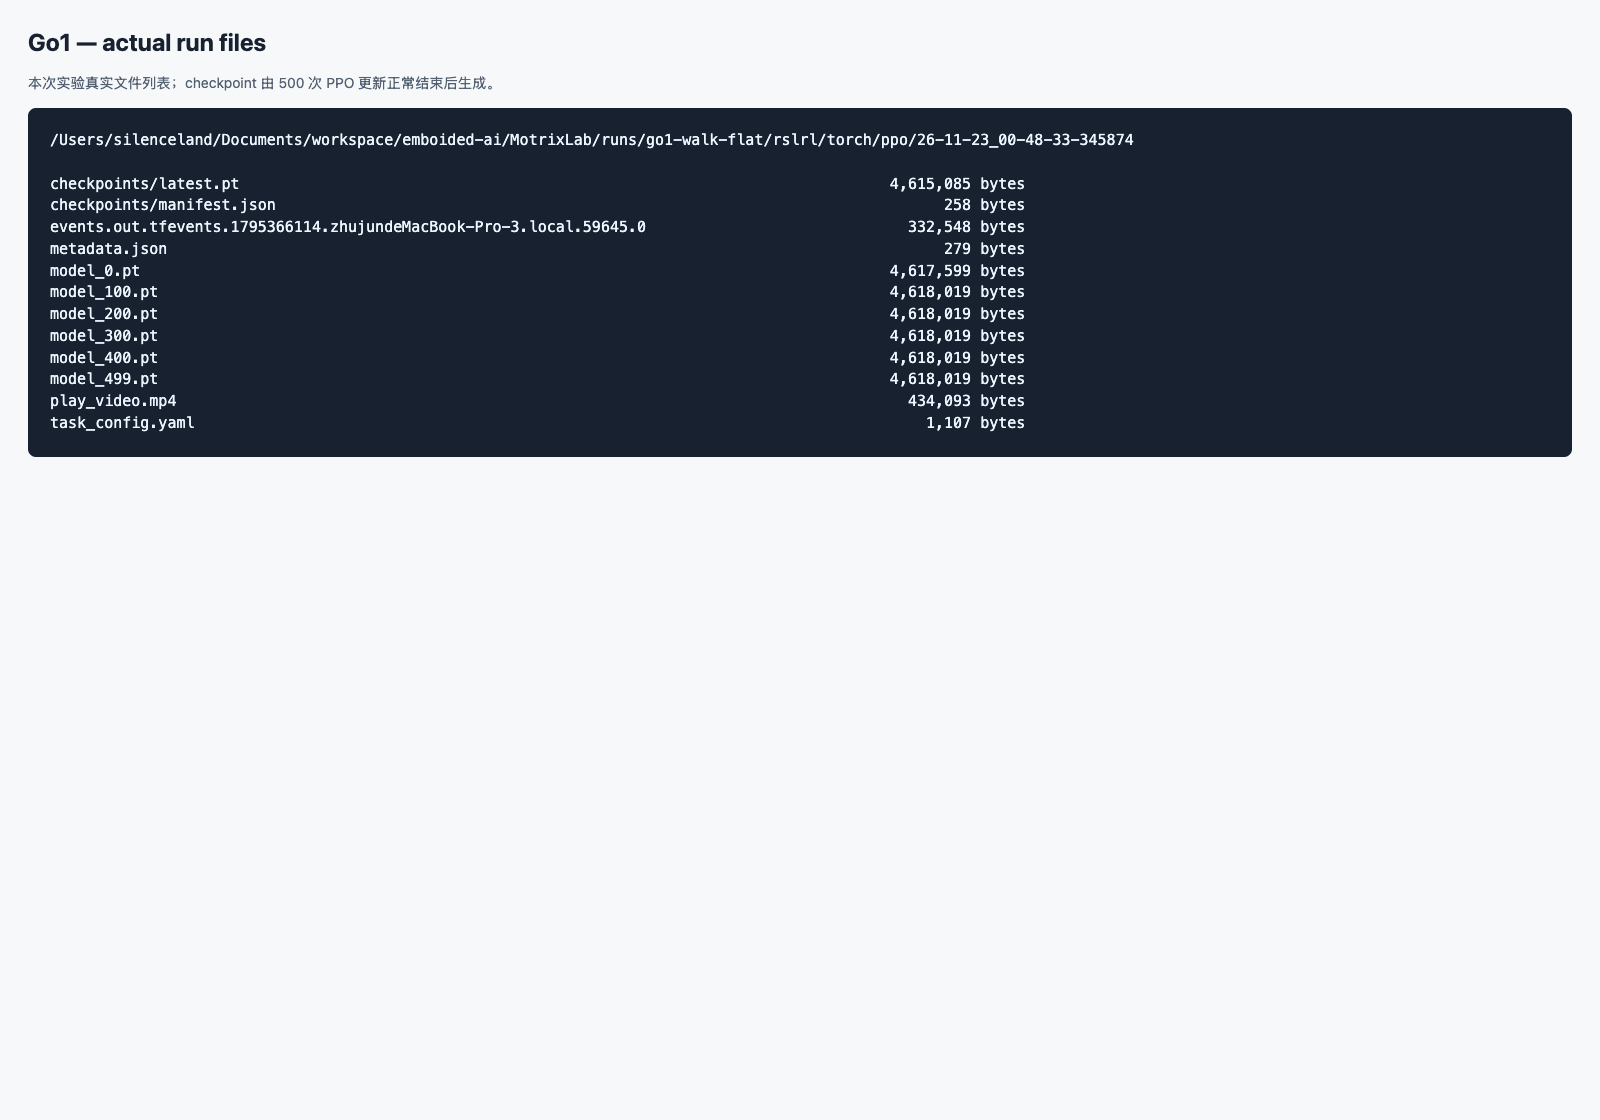 Go1 — actual run files
本次实验真实文件列表；checkpoint 由 500 次 PPO 更新正常结束后生成。
/Users/silenceland/Documents/workspace/emboided-ai/MotrixLab/runs/go1-walk-flat/rslrl/torch/ppo/26-11-23_00-48-33-345874
checkpoints/latest.pt 4,615,085 bytes
checkpoints/manifest.json 258 bytes
events.out.tfevents.1795366114.zhujundeMacBook-Pro-3.local.59645.0 332,548 bytes
metadata.json 279 bytes
model_0.pt 4,617,599 bytes
model_100.pt 4,618,019 bytes
model_200.pt 4,618,019 bytes
model_300.pt 4,618,019 bytes
model_400.pt 4,618,019 bytes
model_499.pt 4,618,019 bytes
play_video.mp4 434,093 bytes
task_config.yaml 1,107 bytes